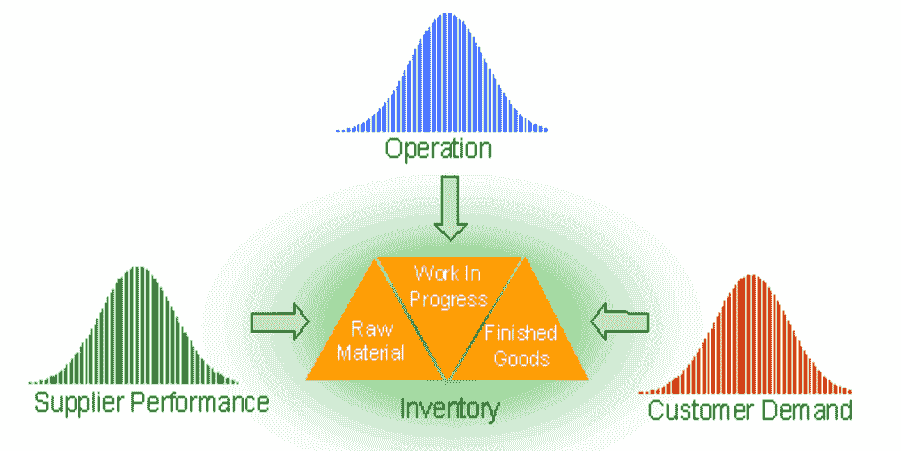 Operation
Work In
Progress
Raw
Material
Finished
Goods
Supplier Performance
Inventory
Customer Demand